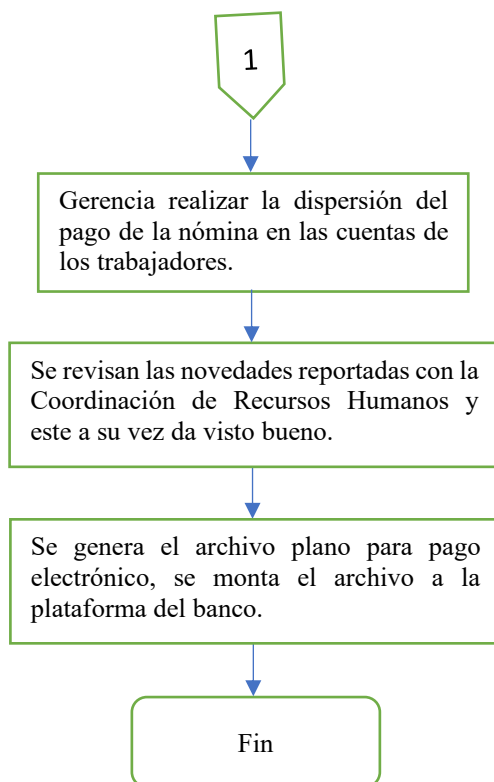 1
Gerencia realizar la dispersión del
pago de la nómina en las cuentas de
los trabajadores.
Se revisan las novedades reportadas con la
Coordinación de Recursos Humanos y
este a su vez da visto bueno.
Se genera el archivo plano para pago
electrónico, se monta el archivo a la
plataforma del banco.
Fin